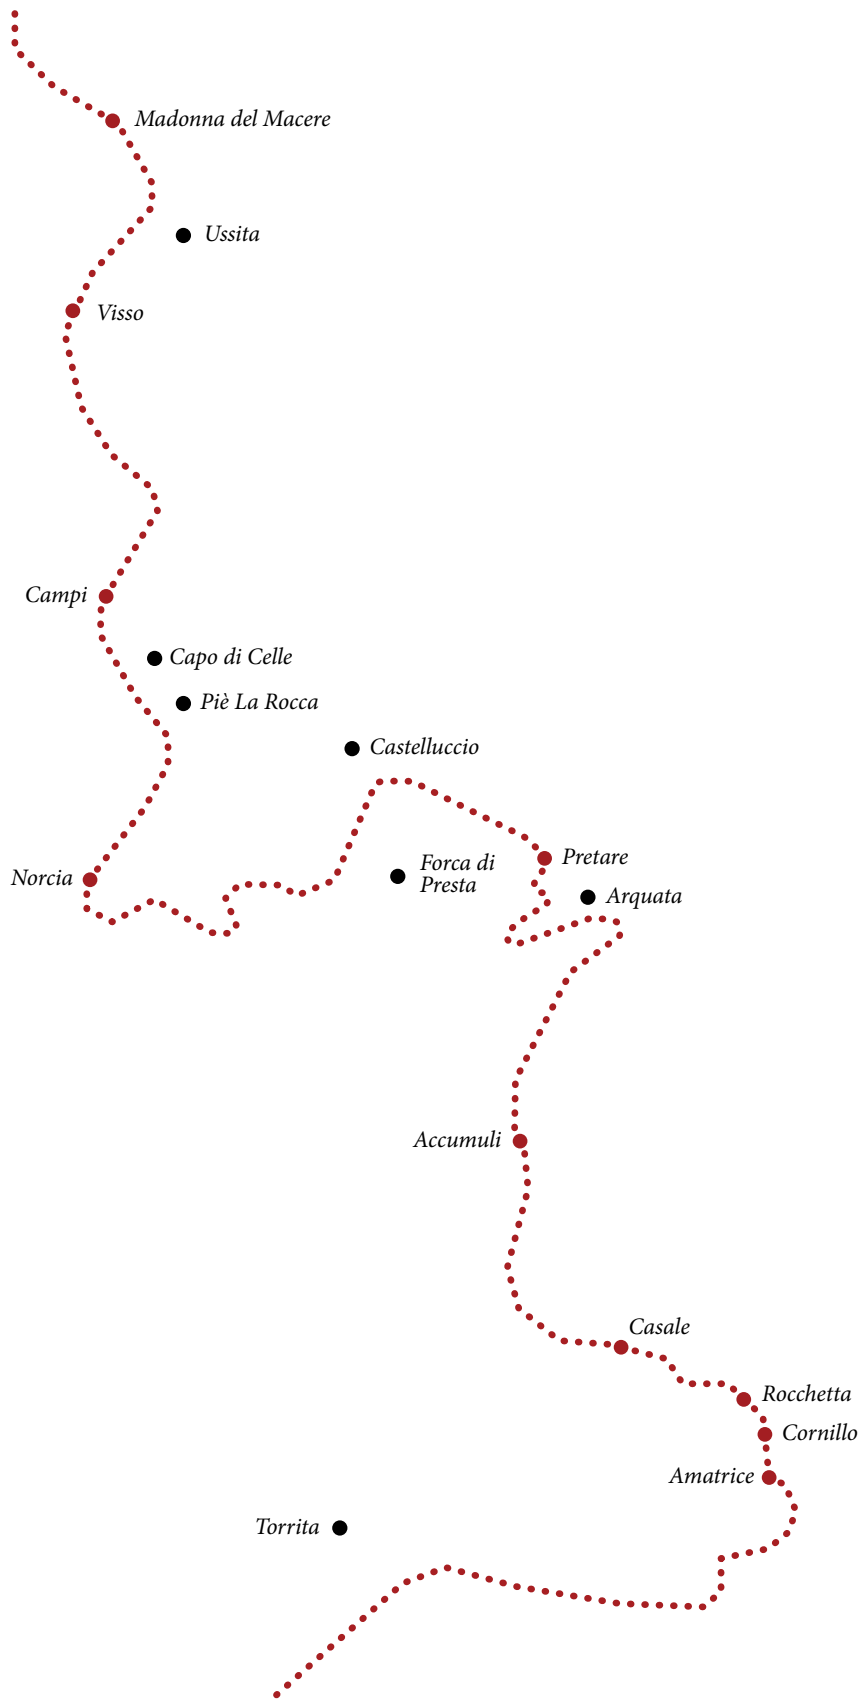 Madonna del Macere
Ussita
Visso
Campi
Capo di Celle
Piè La Rocca
Castelluccio
Norcia
Forca di
Presta
Pretare
Arquata
Accumuli
Casale
Rocchetta
Cornillo
Amatrice
Torrita